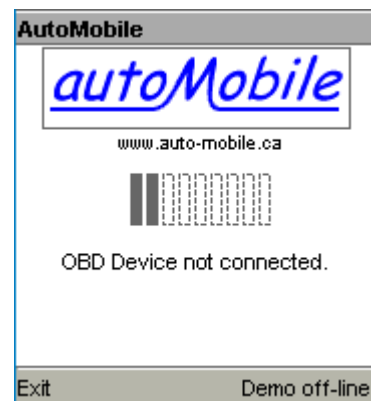 AutoMobile
autoMobile
www.auto-mobile.ca
OBD Device not connected.
Exit Demo off-line